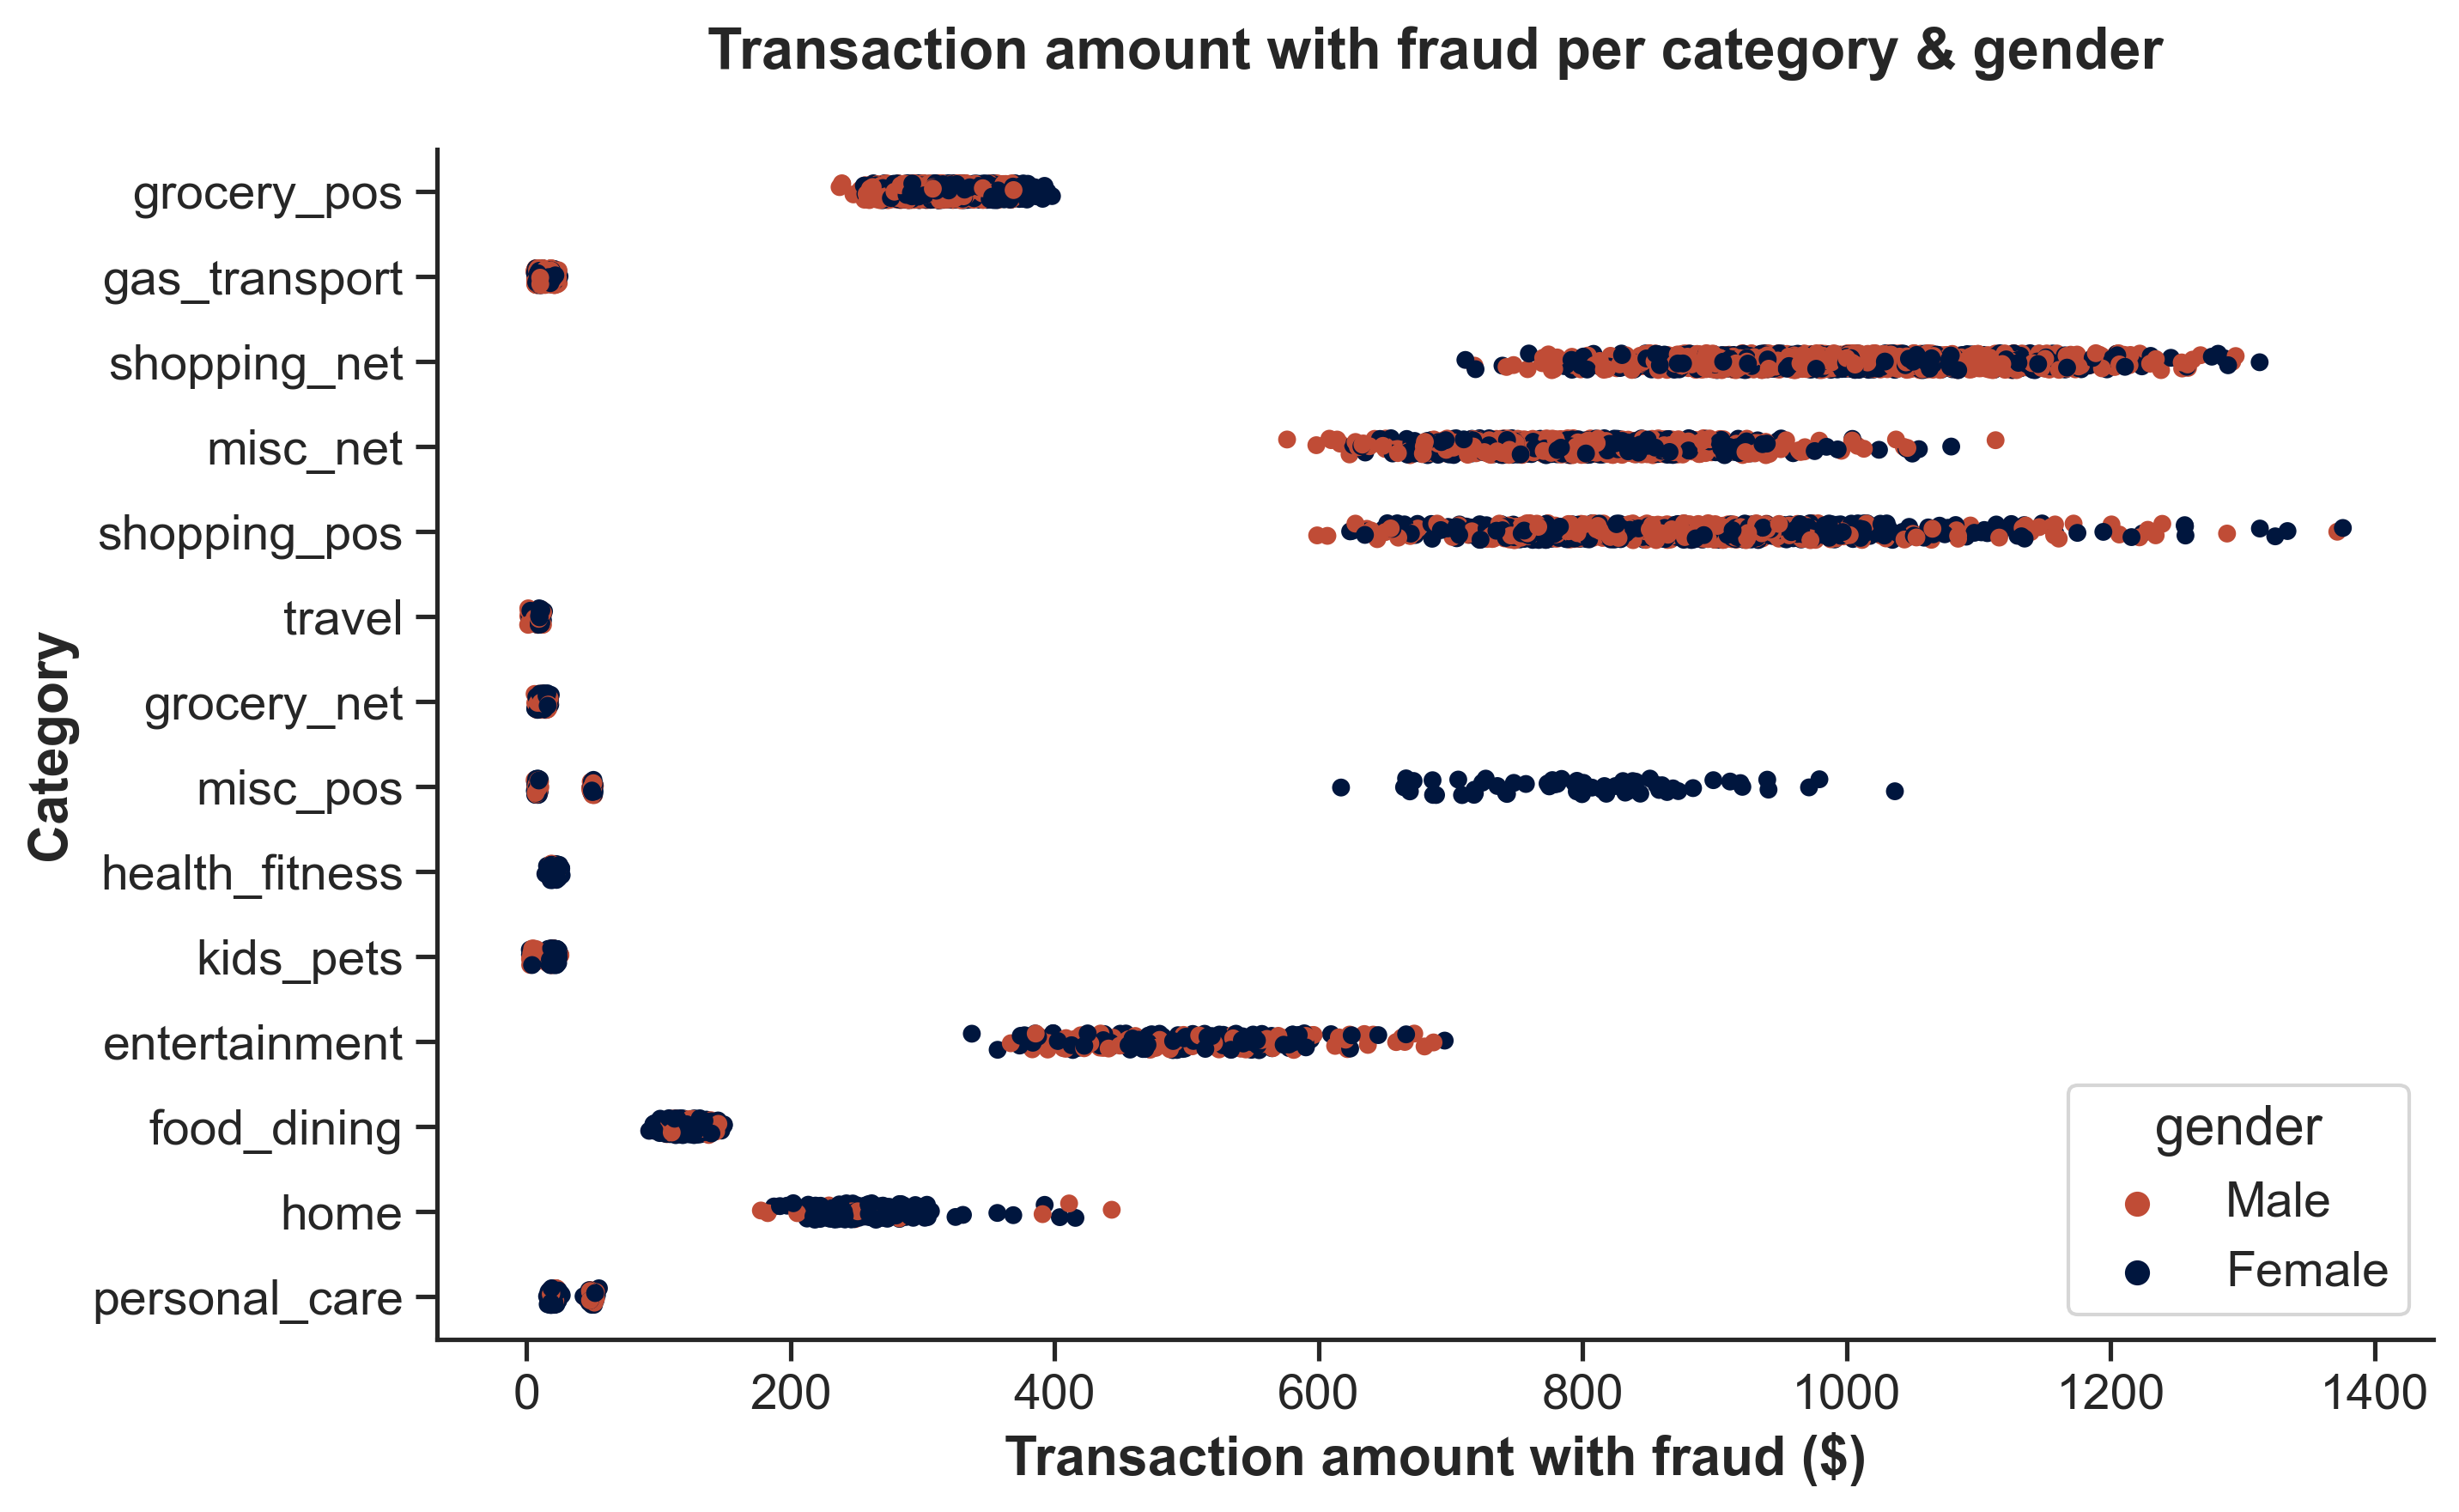 Transaction amount with fraud per category & gender
grocery_pos
gas_transport
shopping_net
misc_net
shopping_pos
travel
grocery_net
misc_pos
health_fitness
kids_pets
entertainment
food_dining
home
personal_care
Category
gender
Male
Female
0 200 400 600 800 1000 1200 1400
Transaction amount with fraud ($)